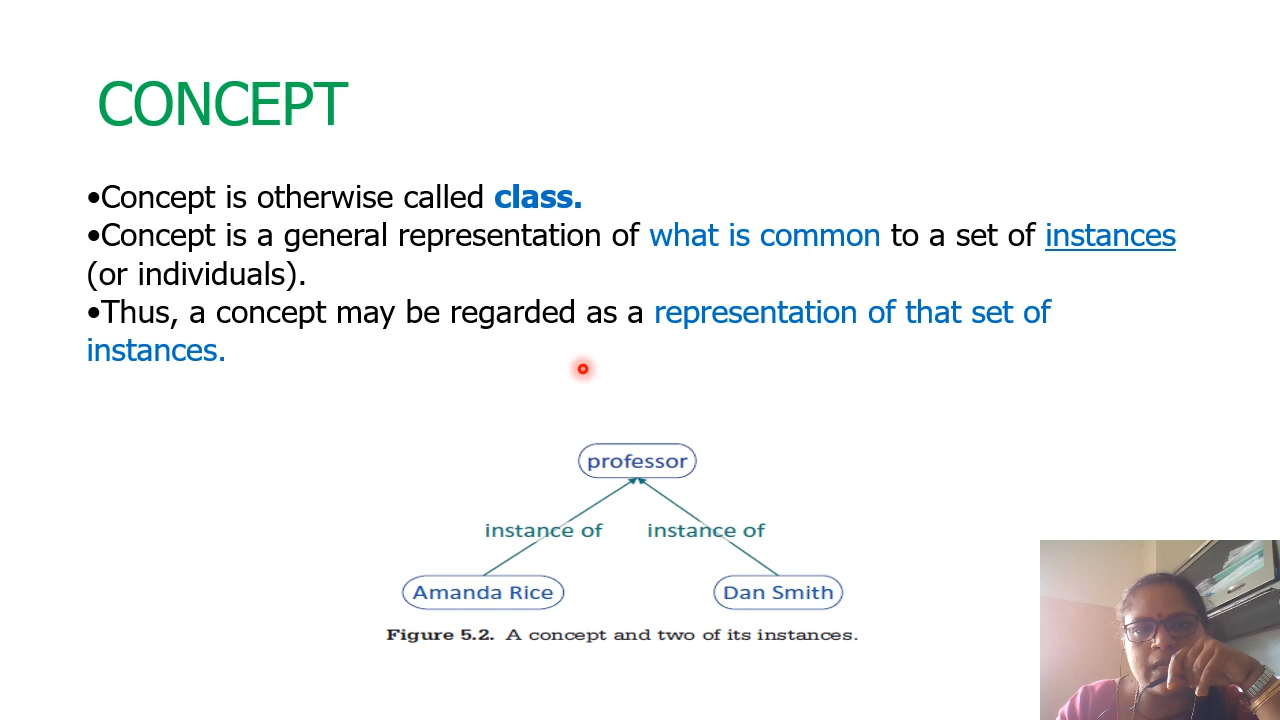 CONCEPT
•Concept is otherwise called class.
•Concept is a general representation of what is common to a set of instances
(or individuals).
•Thus, a concept may be regarded as a representation of that set of
instances.
professor
instance of instance of
Amanda Rice Dan Smith
Figure 5.2. A concept and two of its instances.